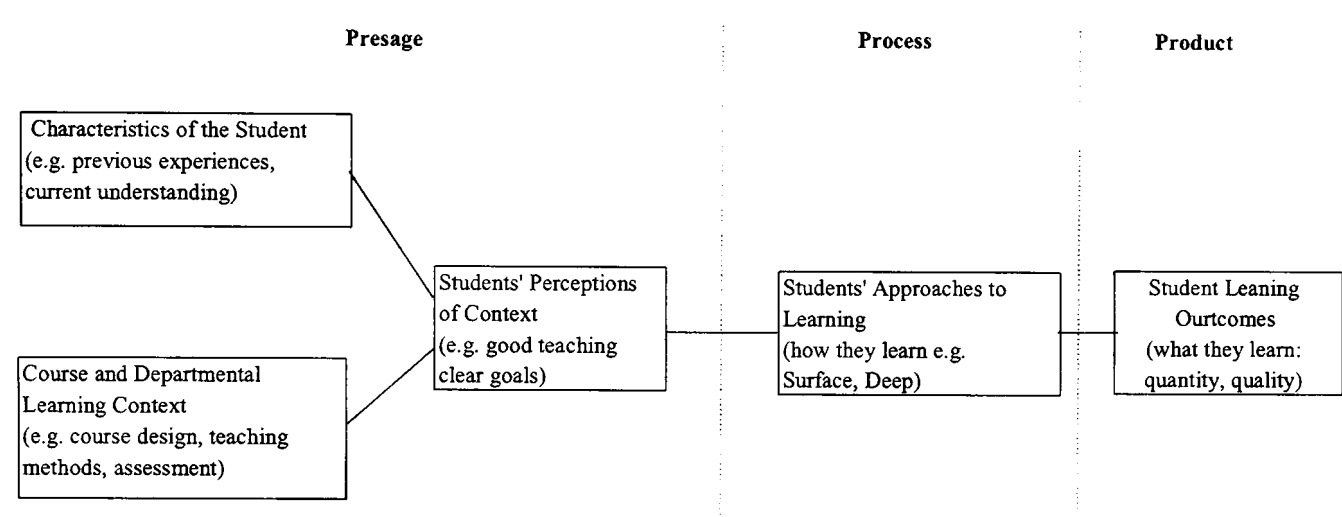 Presage
Process
Product
Characteristics of the Student
(e.g. previous experiences,
current understanding)
Course and Departmental
Learning Context
(e.g. course design, teaching
methods, assessment)
Students' Perceptions
of Context
(e.g. good teaching
clear goals)
Students' Approaches to
Learning
(how they learn e.g.
Surface, Deep)
Student Leaning
Ourtcomes
(what they learn:
quantity, quality)